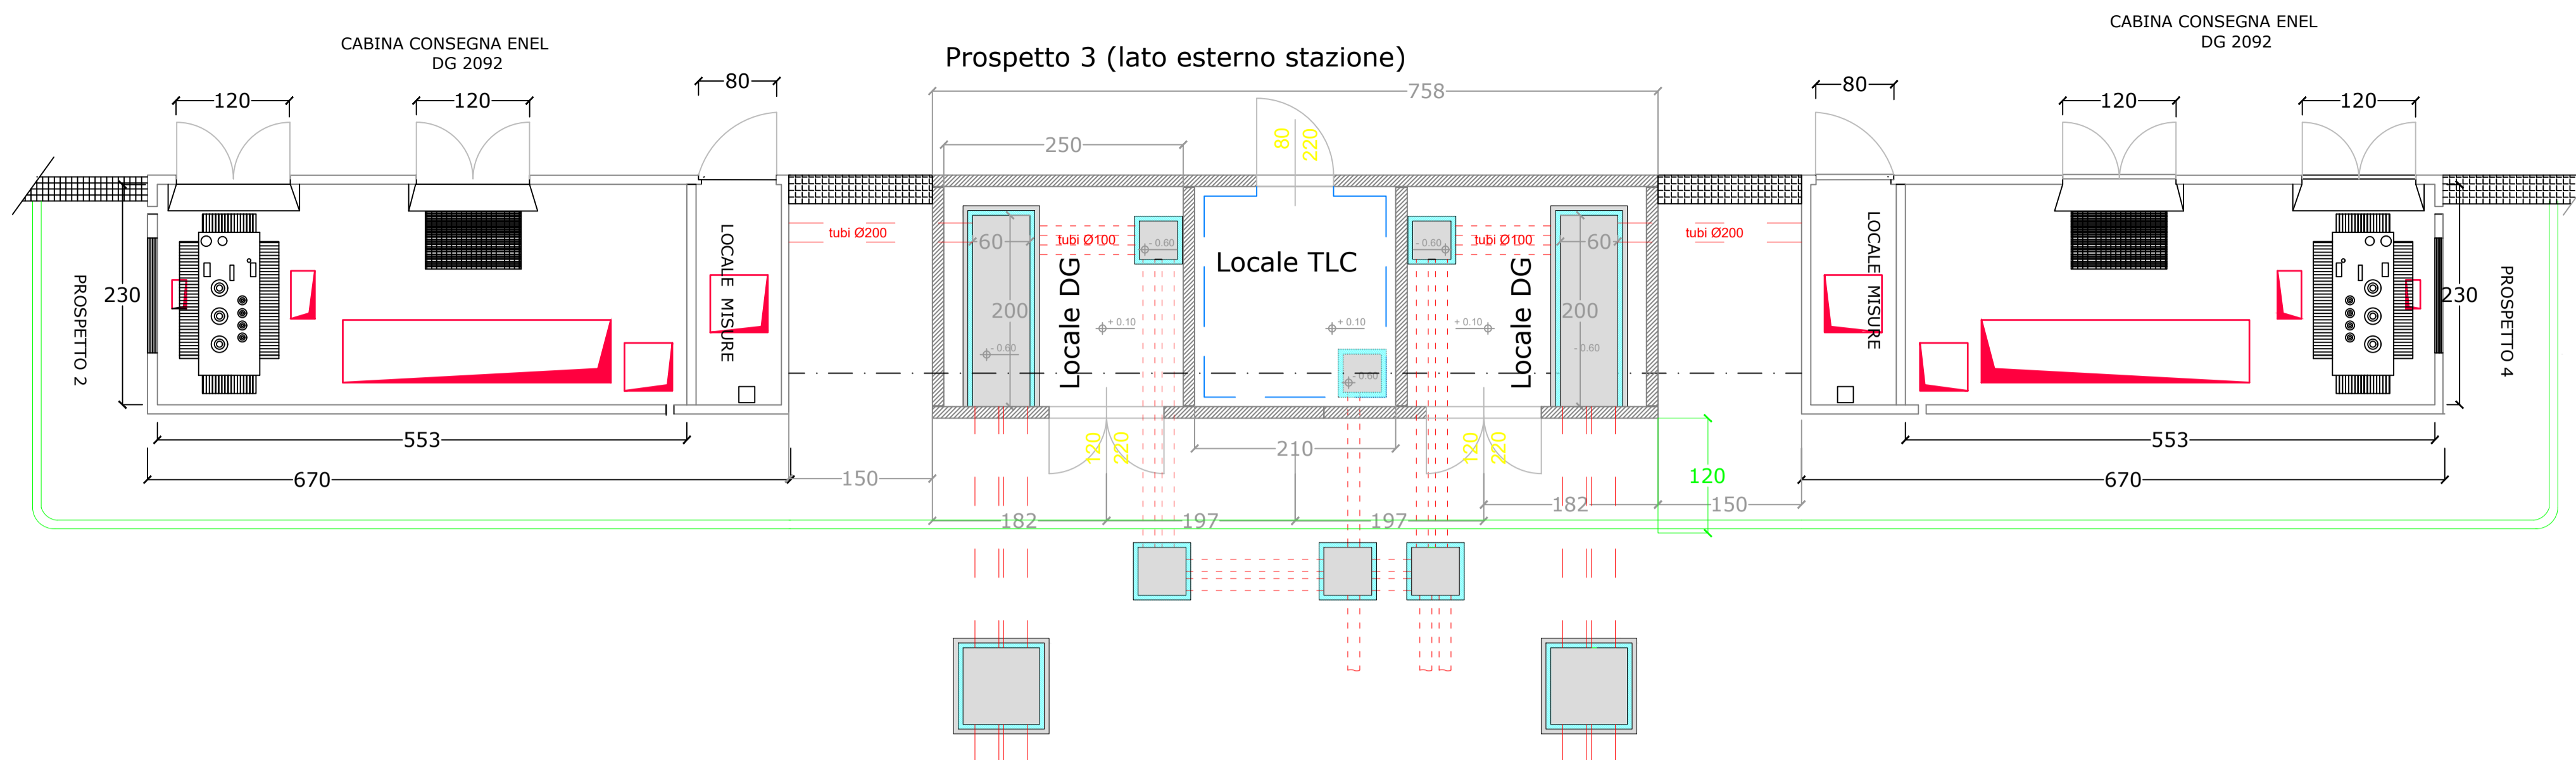 CABINA CONSEGNA ENEL
DG 2092
CABINA CONSEGNA ENEL
DG 2092
Prospetto 3 (lato esterno stazione)
120
120
80
758
80
120
120
250
80
220
tubi Ø200
60
tubi Ø100
- 0.60
- 0.60
tubi Ø100
60
tubi Ø200
Locale TLC
PROSPETTO 2
230
LOCALE MISURE
200
Locale DG
+ 0.10
+ 0.10
+ 0.10
Locale DG
200
LOCALE MISURE
230
PROSPETTO 4
- 0.60
- 0.60
- 0.60
553
120
220
210
120
220
553
670
150
120
670
182
150
182
197
197